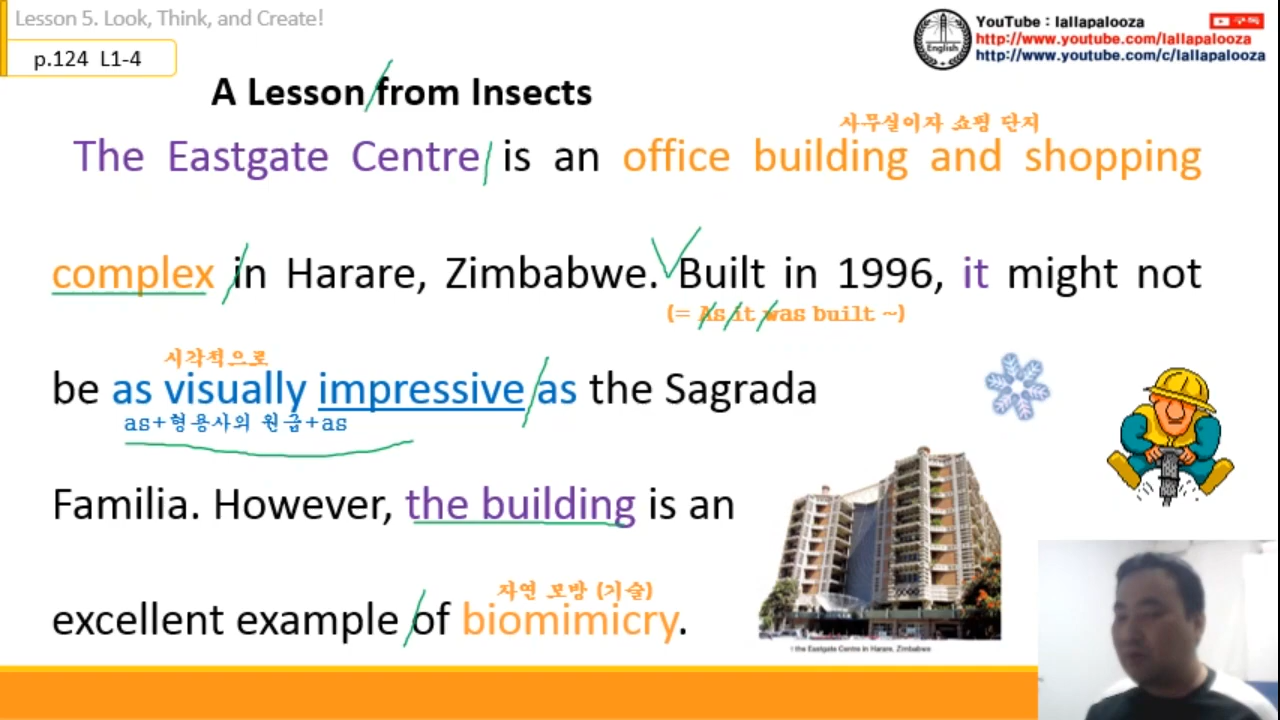 Lesson 5. Look, Think, and Create!
p.124 L1-4
YouTube : lallapalooza
구독
http://www.youtube.com/lallapalooza
http://www.youtube.com/c/lallapalooza
English
A Lesson from Insects
사무실이자 쇼핑 단지
The Eastgate Centre is an office building and shopping
complex in Harare, Zimbabwe. Built in 1996, it might not
(= As it was built ~)
시각적으로
be as visually impressive as the Sagrada
as+형용사의 원급+as
Familia. However, the building is an
자연 모방 (기술)
excellent example of biomimicry.
the Eastgate Centre in Harare, Zimbabwe